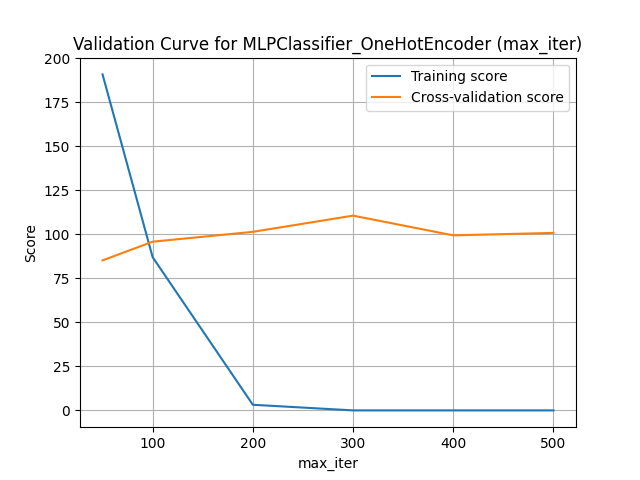 Validation Curve for MLPClassifier_OneHotEncoder (max_iter)
Training score
Cross-validation score
Score
200
175
150
125
100
75
50
25
0
100 200 300 400 500
max_iter